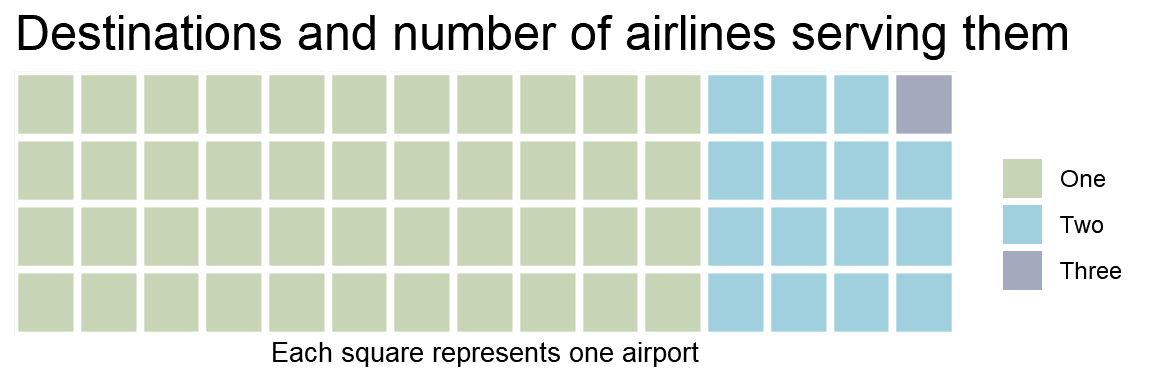 Destinations and number of airlines serving them
One
Two
Three
Each square represents one airport